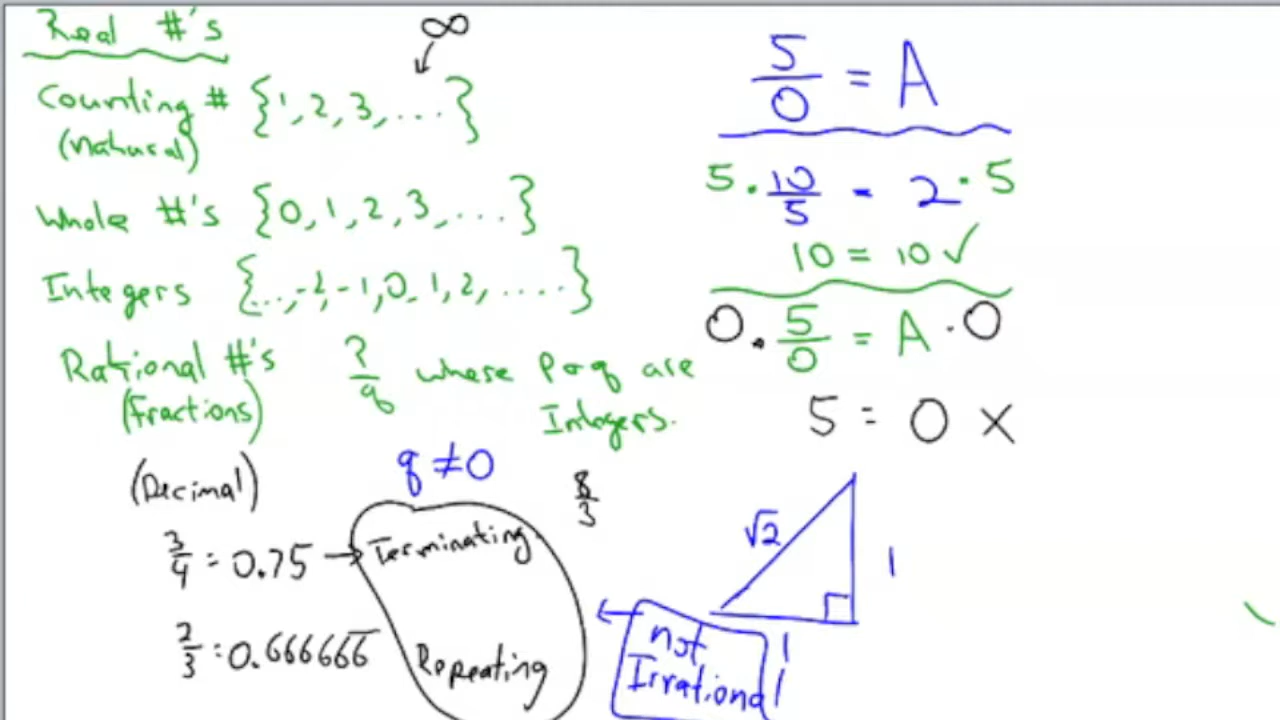 Real #'s
∞
Counting # {1, 2, 3, ....}
(Natural)
Whole #'s {0, 1, 2, 3, ....}
Integers {..., -2, -1, 0, 1, 2, .....}
Rational #'s p/q where p & q are
(Fractions) Integers.
q ≠ 0
(Decimal)
8/3
3/4 = 0.75 → Terminating
2/3 = 0.666666
Repeating
5/0 = A
5 · 10/5 = 2 · 5
10 = 10 ✓
0 · 5/0 = A · 0
5 = 0 ×
√2
1
1
← not
Irrational